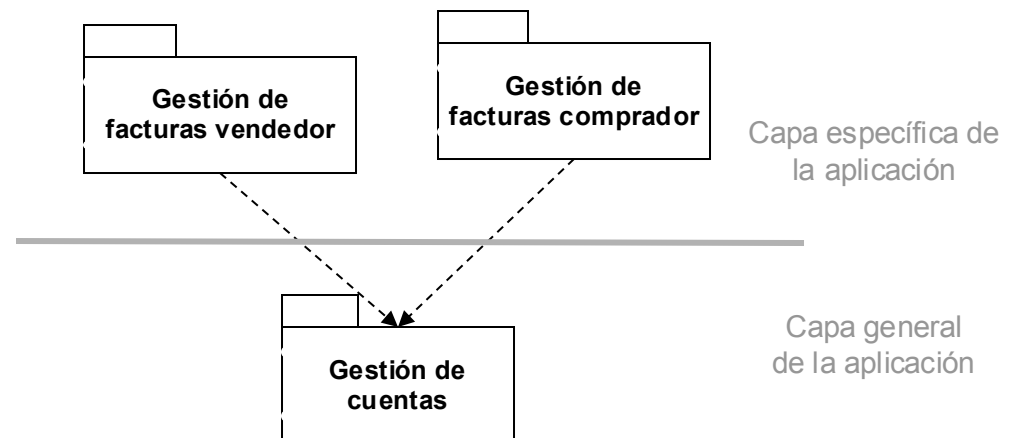 Gestión de
facturas vendedor
Gestión de
facturas comprador
Capa específica de
la aplicación
Capa general
de la aplicación
Gestión de
cuentas